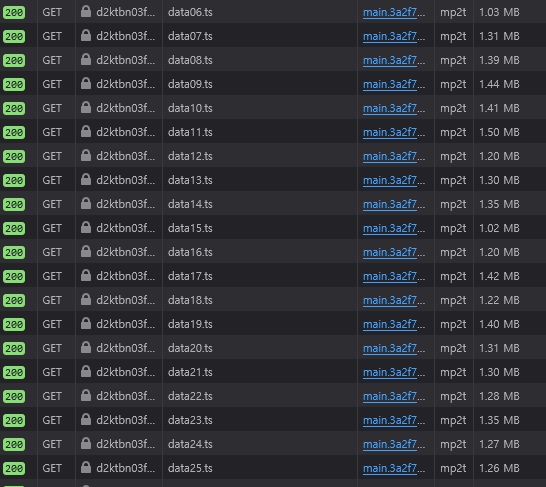 200 GET d2ktbn03f... data06.ts main.3a2f7... mp2t 1.03 MB
200 GET d2ktbn03f... data07.ts main.3a2f7... mp2t 1.31 MB
200 GET d2ktbn03f... data08.ts main.3a2f7... mp2t 1.39 MB
200 GET d2ktbn03f... data09.ts main.3a2f7... mp2t 1.44 MB
200 GET d2ktbn03f... data10.ts main.3a2f7... mp2t 1.41 MB
200 GET d2ktbn03f... data11.ts main.3a2f7... mp2t 1.50 MB
200 GET d2ktbn03f... data12.ts main.3a2f7... mp2t 1.20 MB
200 GET d2ktbn03f... data13.ts main.3a2f7... mp2t 1.30 MB
200 GET d2ktbn03f... data14.ts main.3a2f7... mp2t 1.35 MB
200 GET d2ktbn03f... data15.ts main.3a2f7... mp2t 1.02 MB
200 GET d2ktbn03f... data16.ts main.3a2f7... mp2t 1.20 MB
200 GET d2ktbn03f... data17.ts main.3a2f7... mp2t 1.42 MB
200 GET d2ktbn03f... data18.ts main.3a2f7... mp2t 1.22 MB
200 GET d2ktbn03f... data19.ts main.3a2f7... mp2t 1.40 MB
200 GET d2ktbn03f... data20.ts main.3a2f7... mp2t 1.31 MB
200 GET d2ktbn03f... data21.ts main.3a2f7... mp2t 1.30 MB
200 GET d2ktbn03f... data22.ts main.3a2f7... mp2t 1.28 MB
200 GET d2ktbn03f... data23.ts main.3a2f7... mp2t 1.35 MB
200 GET d2ktbn03f... data24.ts main.3a2f7... mp2t 1.27 MB
200 GET d2ktbn03f... data25.ts main.3a2f7... mp2t 1.26 MB